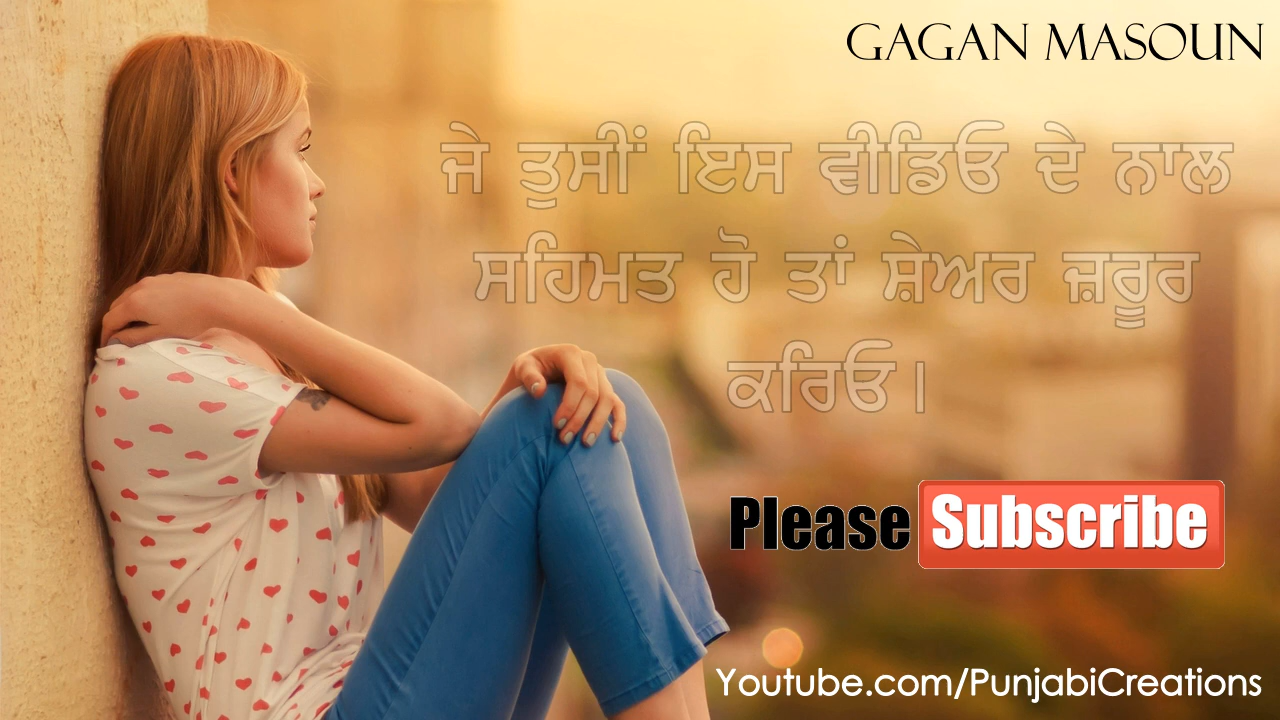 GAGAN MASOUN
ਜੇ ਤੁਸੀਂ ਇਸ ਵੀਡਿਓ ਦੇ ਨਾਲ
ਸਹਿਮਤ ਹੋ ਤਾਂ ਸ਼ੇਅਰ ਜ਼ਰੂਰ
ਕਰਿਓ।
Please Subscribe
Youtube.com/PunjabiCreations